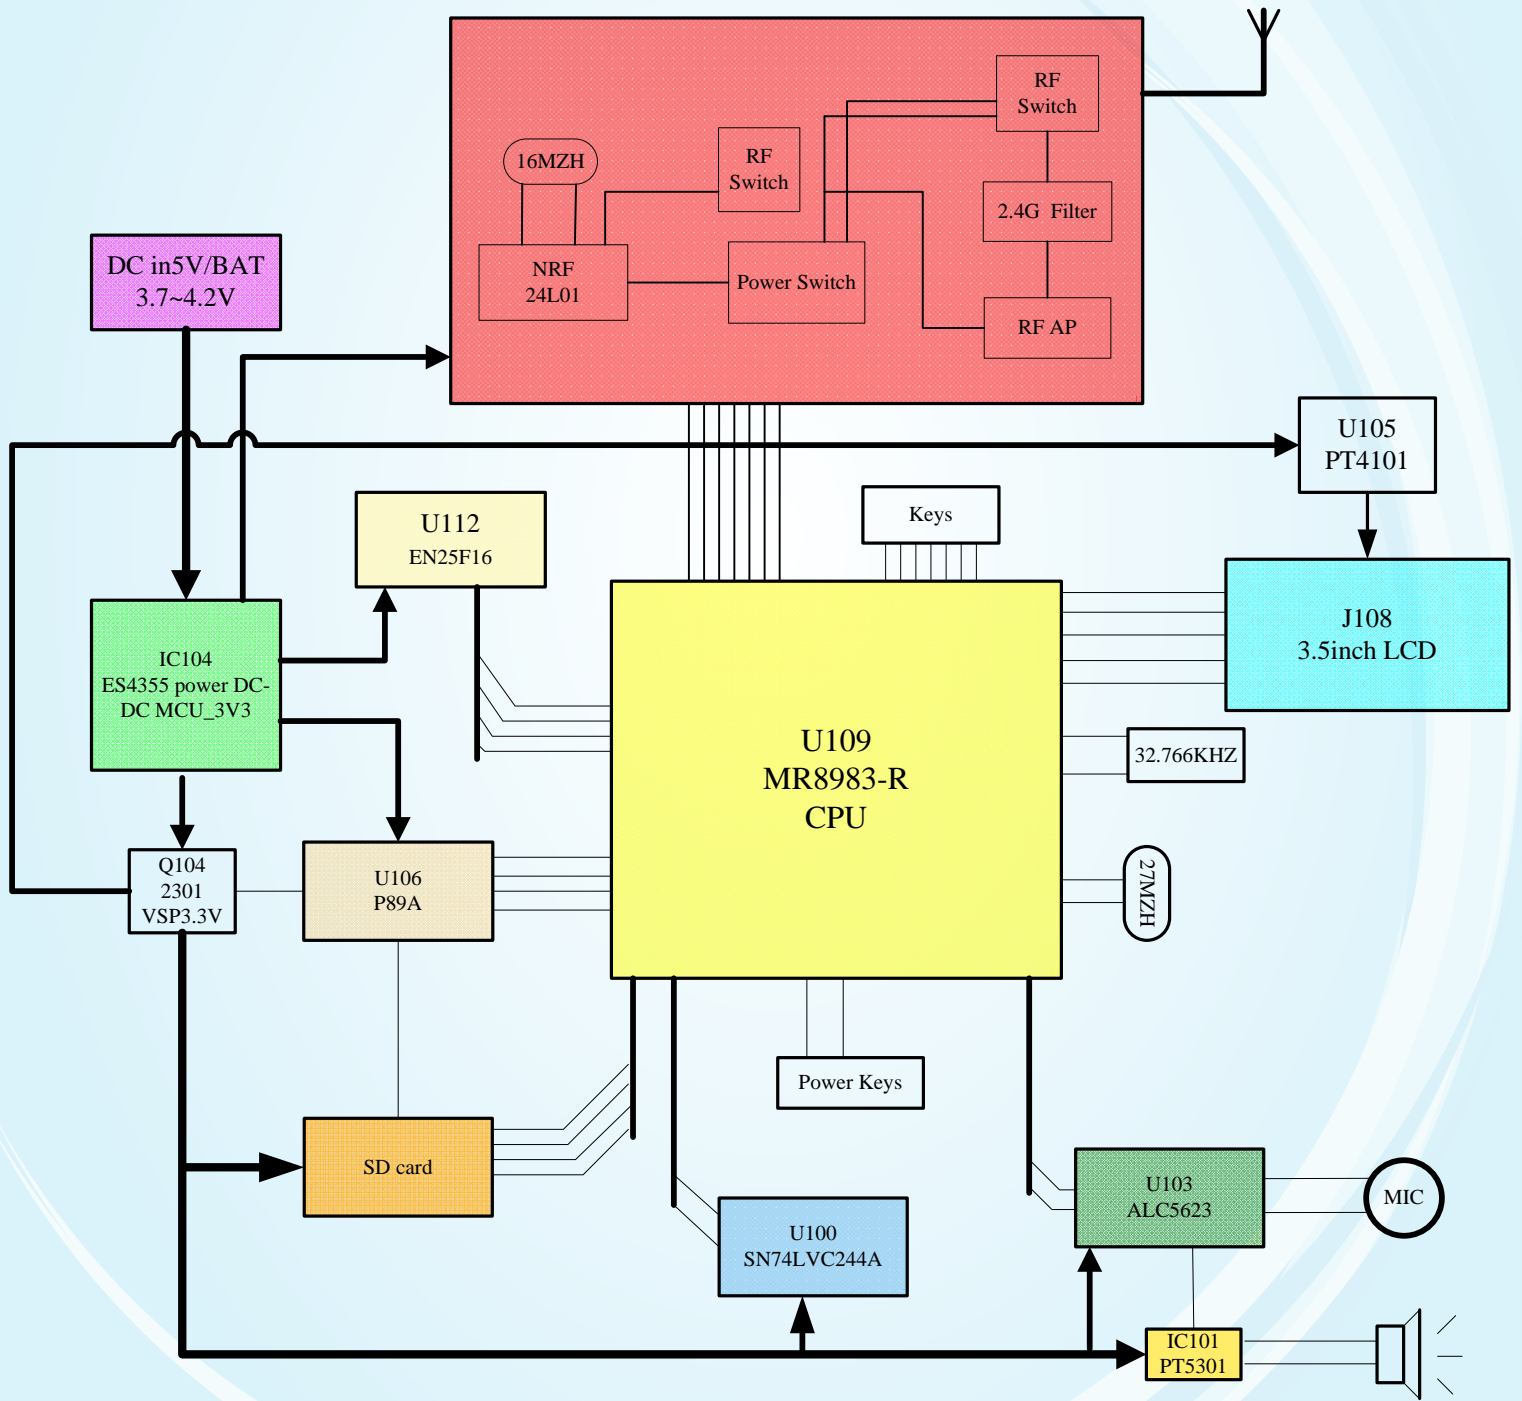 RF
Switch
16MZH
RF
Switch
2.4G Filter
NRF
24L01
Power Switch
RF AP
DC in5V/BAT
3.7~4.2V
U105
PT4101
U112
EN25F16
Keys
J108
3.5inch LCD
IC104
ES4355 power DC-
DC MCU_3V3
U109
MR8983-R
CPU
32.766KHZ
27MZH
Q104
2301
VSP3.3V
U106
P89A
Power Keys
SD card
U103
ALC5623
MIC
U100
SN74LVC244A
IC101
PT5301